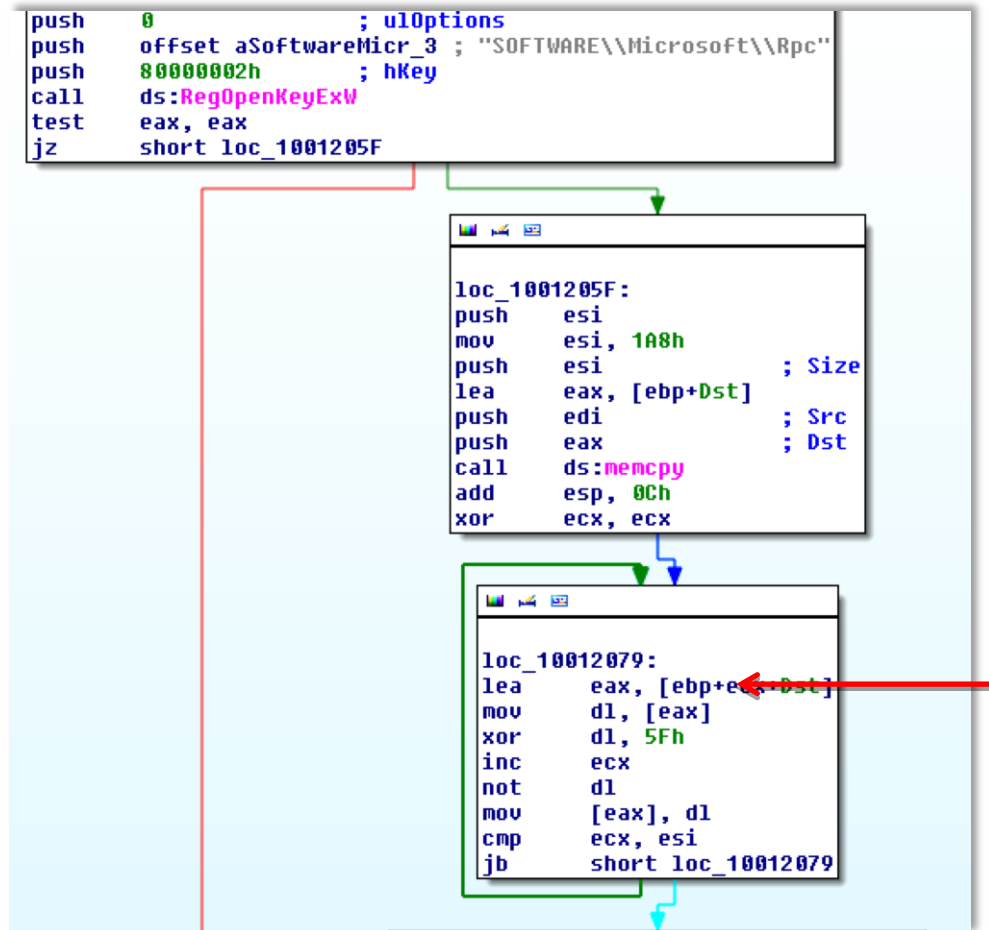 push 0 ; ulOptions
push offset aSoftwareMicr_3 ; "SOFTWARE\\Microsoft\\Rpc"
push 80000002h ; hKey
call ds:RegOpenKeyExW
test eax, eax
jz short loc_1001205F
loc_1001205F:
push esi
mov esi, 1A8h
push esi ; Size
lea eax, [ebp+Dst]
push edi ; Src
push eax ; Dst
call ds:memcpy
add esp, 0Ch
xor ecx, ecx
loc_10012079:
lea eax, [ebp+ecx+Dst]
mov dl, [eax]
xor dl, 5Fh
inc ecx
not dl
mov [eax], dl
cmp ecx, esi
jb short loc_10012079